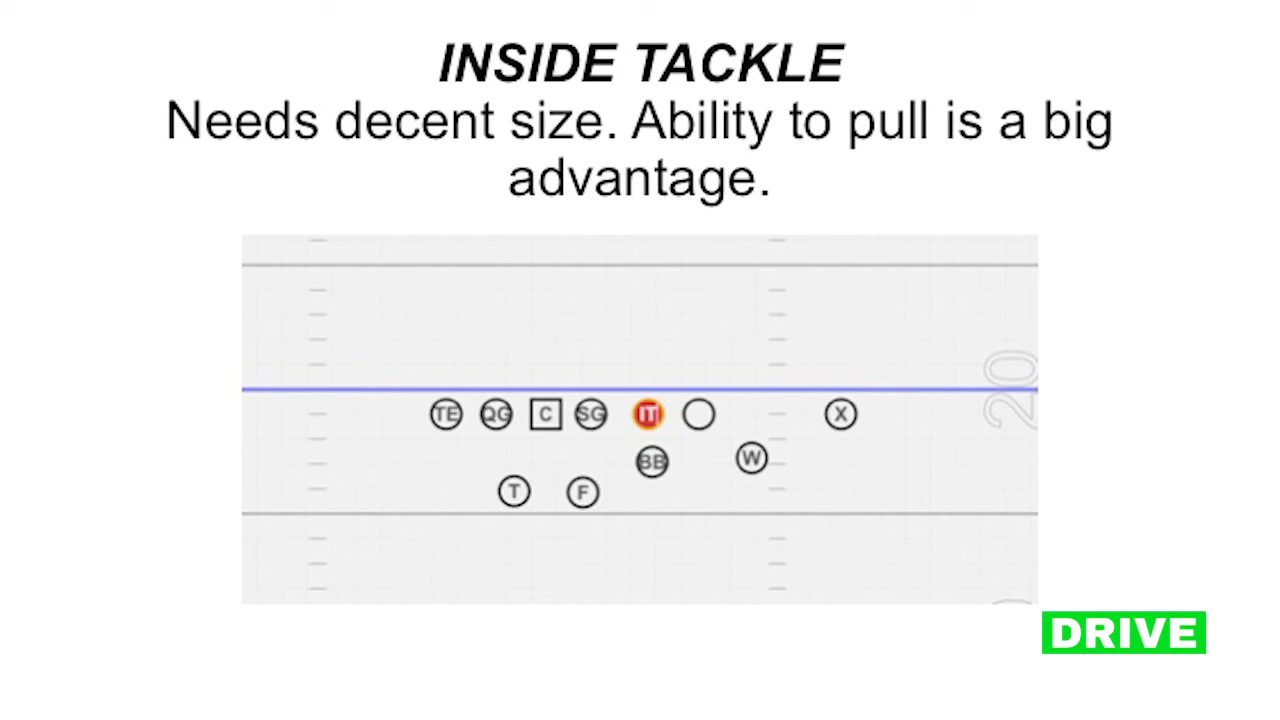 INSIDE TACKLE
Needs decent size. Ability to pull is a big
advantage.
20
TE QG C SG IT X
BB W
T F
DRIVE